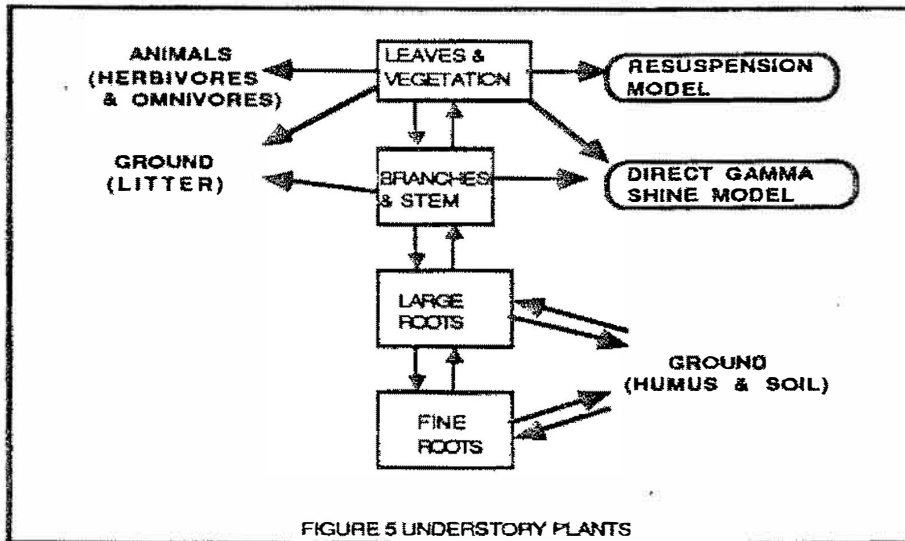 ANIMALS
(HERBIVORES
& OMNIVORES)
LEAVES &
VEGETATION
RESUSPENSION
MODEL
GROUND
(LITTER)
BRANCHES
& STEM
DIRECT GAMMA
SHINE MODEL
LARGE
ROOTS
GROUND
(HUMUS & SOIL)
FINE
ROOTS
FIGURE 5 UNDERSTORY PLANTS